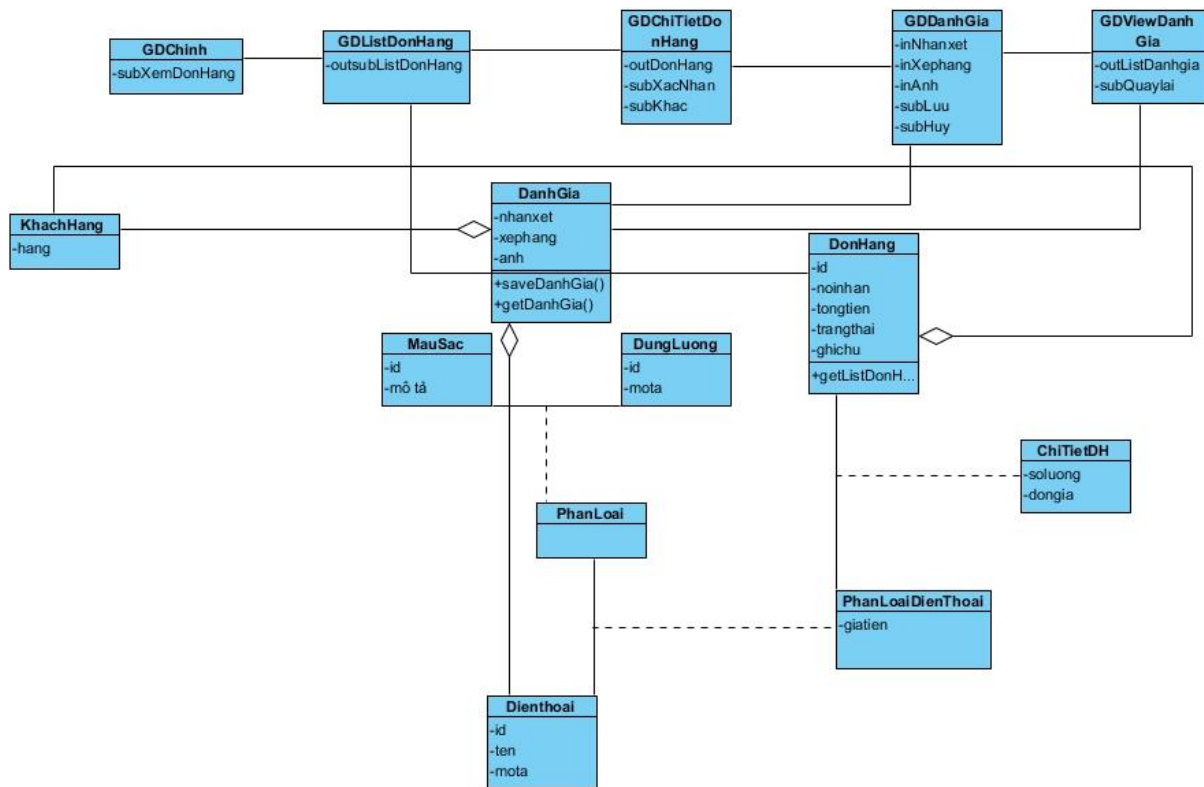 GDChinh
-subXemDonHang
GDListDonHang
-outsubListDonHang
GDChiTietDo
nHang
-outDonHang
-subXacNhan
-subKhac
GDDanhGia
-inNhanxet
-inXephang
-inAnh
-subLuu
-subHuy
GDViewDanh
Gia
-outListDanhgia
-subQuaylai
KhachHang
-hang
DanhGia
-nhanxet
-xephang
-anh
+saveDanhGia()
+getDanhGia()
DonHang
-id
-noinhan
-tongtien
-trangthai
-ghichu
+getListDonH...
MauSac
-id
-mô tả
DungLuong
-id
-mota
ChiTietDH
-soluong
-dongia
PhanLoai
PhanLoaiDienThoai
-giatien
Dienthoai
-id
-ten
-mota